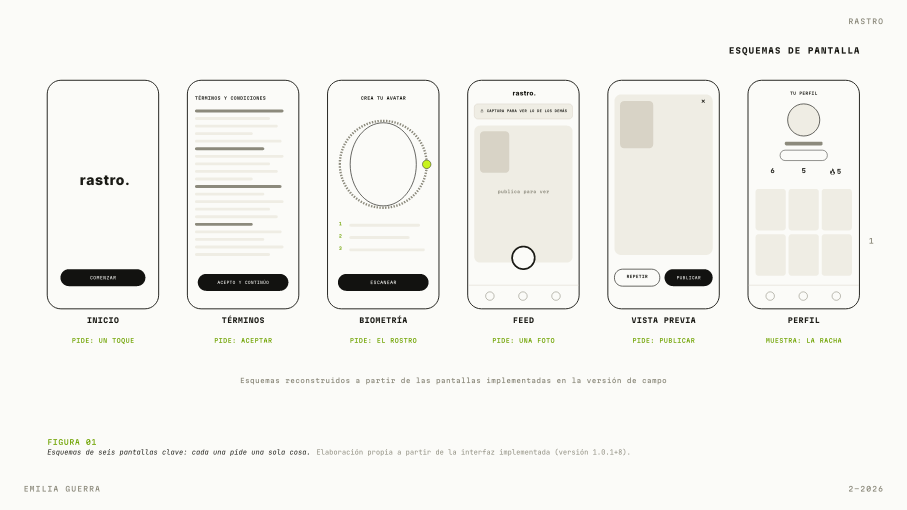 RASTRO
ESQUEMAS DE PANTALLA
rastro.
COMENZAR
TÉRMINOS Y CONDICIONES
ACEPTO Y CONTINÚO
CREA TU AVATAR
1
2
3
ESCANEAR
rastro.
CAPTURA PARA VER LO DE LOS DEMÁS
publica para ver
×
REPETIR
PUBLICAR
TU PERFIL
6 5 5
1
INICIO
PIDE: UN TOQUE
TÉRMINOS
PIDE: ACEPTAR
BIOMETRÍA
PIDE: EL ROSTRO
FEED
PIDE: UNA FOTO
VISTA PREVIA
PIDE: PUBLICAR
PERFIL
MUESTRA: LA RACHA
Esquemas reconstruidos a partir de las pantallas implementadas en la versión de campo
FIGURA 01
Esquemas de seis pantallas clave: cada una pide una sola cosa. Elaboración propia a partir de la interfaz implementada (versión 1.0.1+8).
EMILIA GUERRA
2—2026